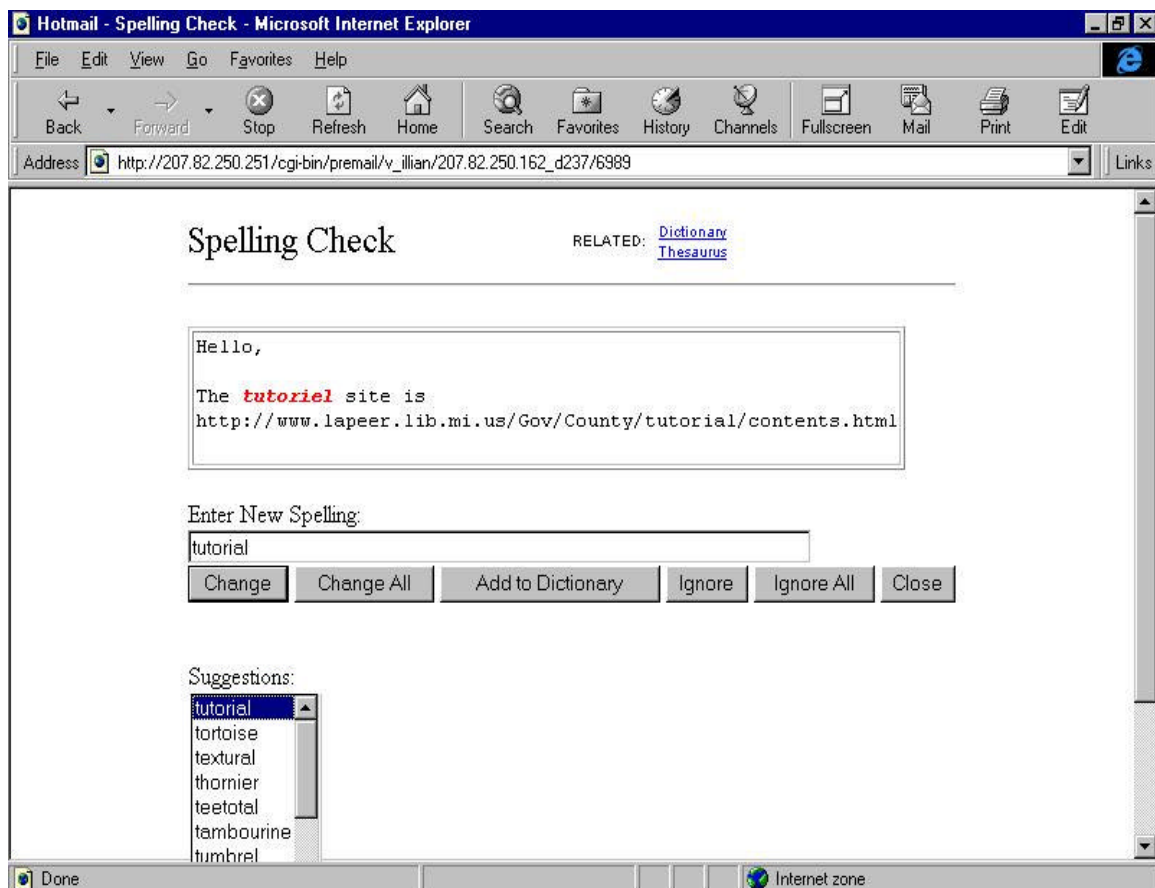 Hotmail - Spelling Check - Microsoft Internet Explorer
File Edit View Go Favorites Help
Back Forward Stop Refresh Home Search Favorites History Channels Fullscreen Mail Print Edit
Address http://207.82.250.251/cgi-bin/premail/v_illian/207.82.250.162_d237/6989 Links
Spelling Check RELATED: Dictionary
Thesaurus
Hello,
The tutoriel site is
http://www.lapeer.lib.mi.us/Gov/County/tutorial/contents.html
Enter New Spelling:
tutorial
Change Change All Add to Dictionary Ignore Ignore All Close
Suggestions:
tutorial
tortoise
textural
thornier
teetotal
tambourine
tumbrel
Done Internet zone